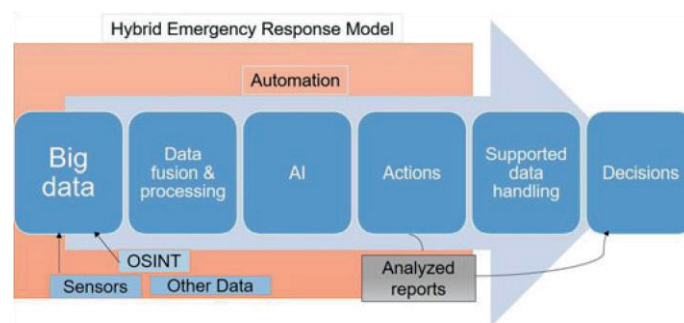 Hybrid Emergency Response Model
Automation
Big
data
Data
fusion &
processing
AI
Actions
Supported
data
handling
Decisions
OSINT
Sensors
Other Data
Analyzed
reports